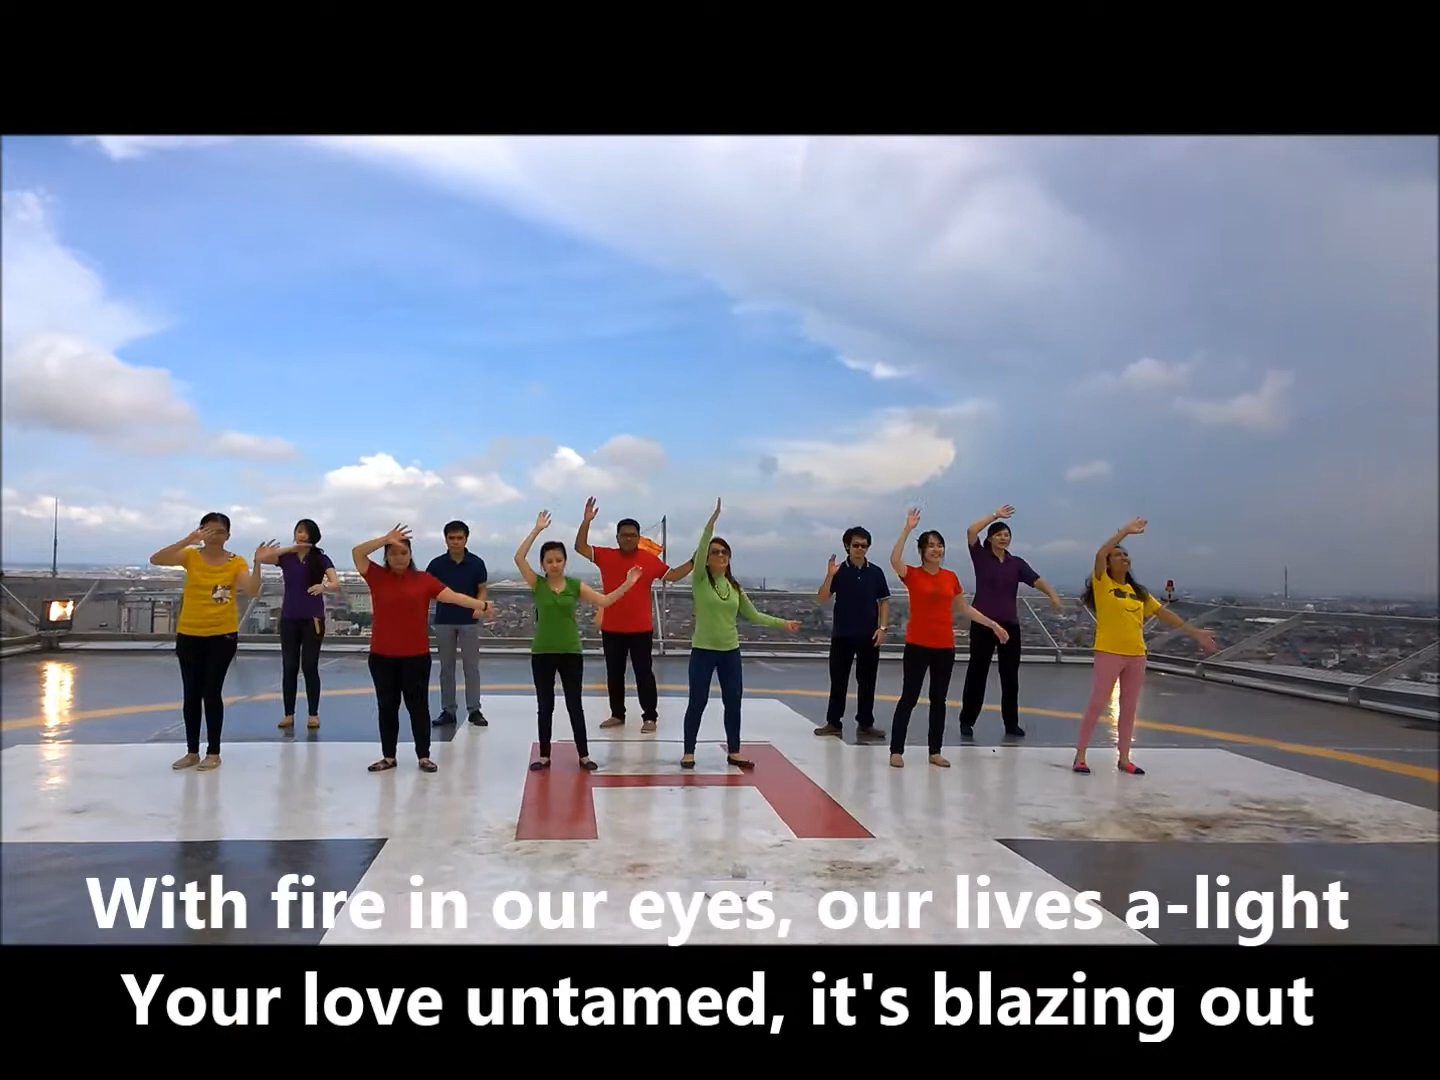 H
With fire in our eyes, our lives a-light
Your love untamed, it's blazing out